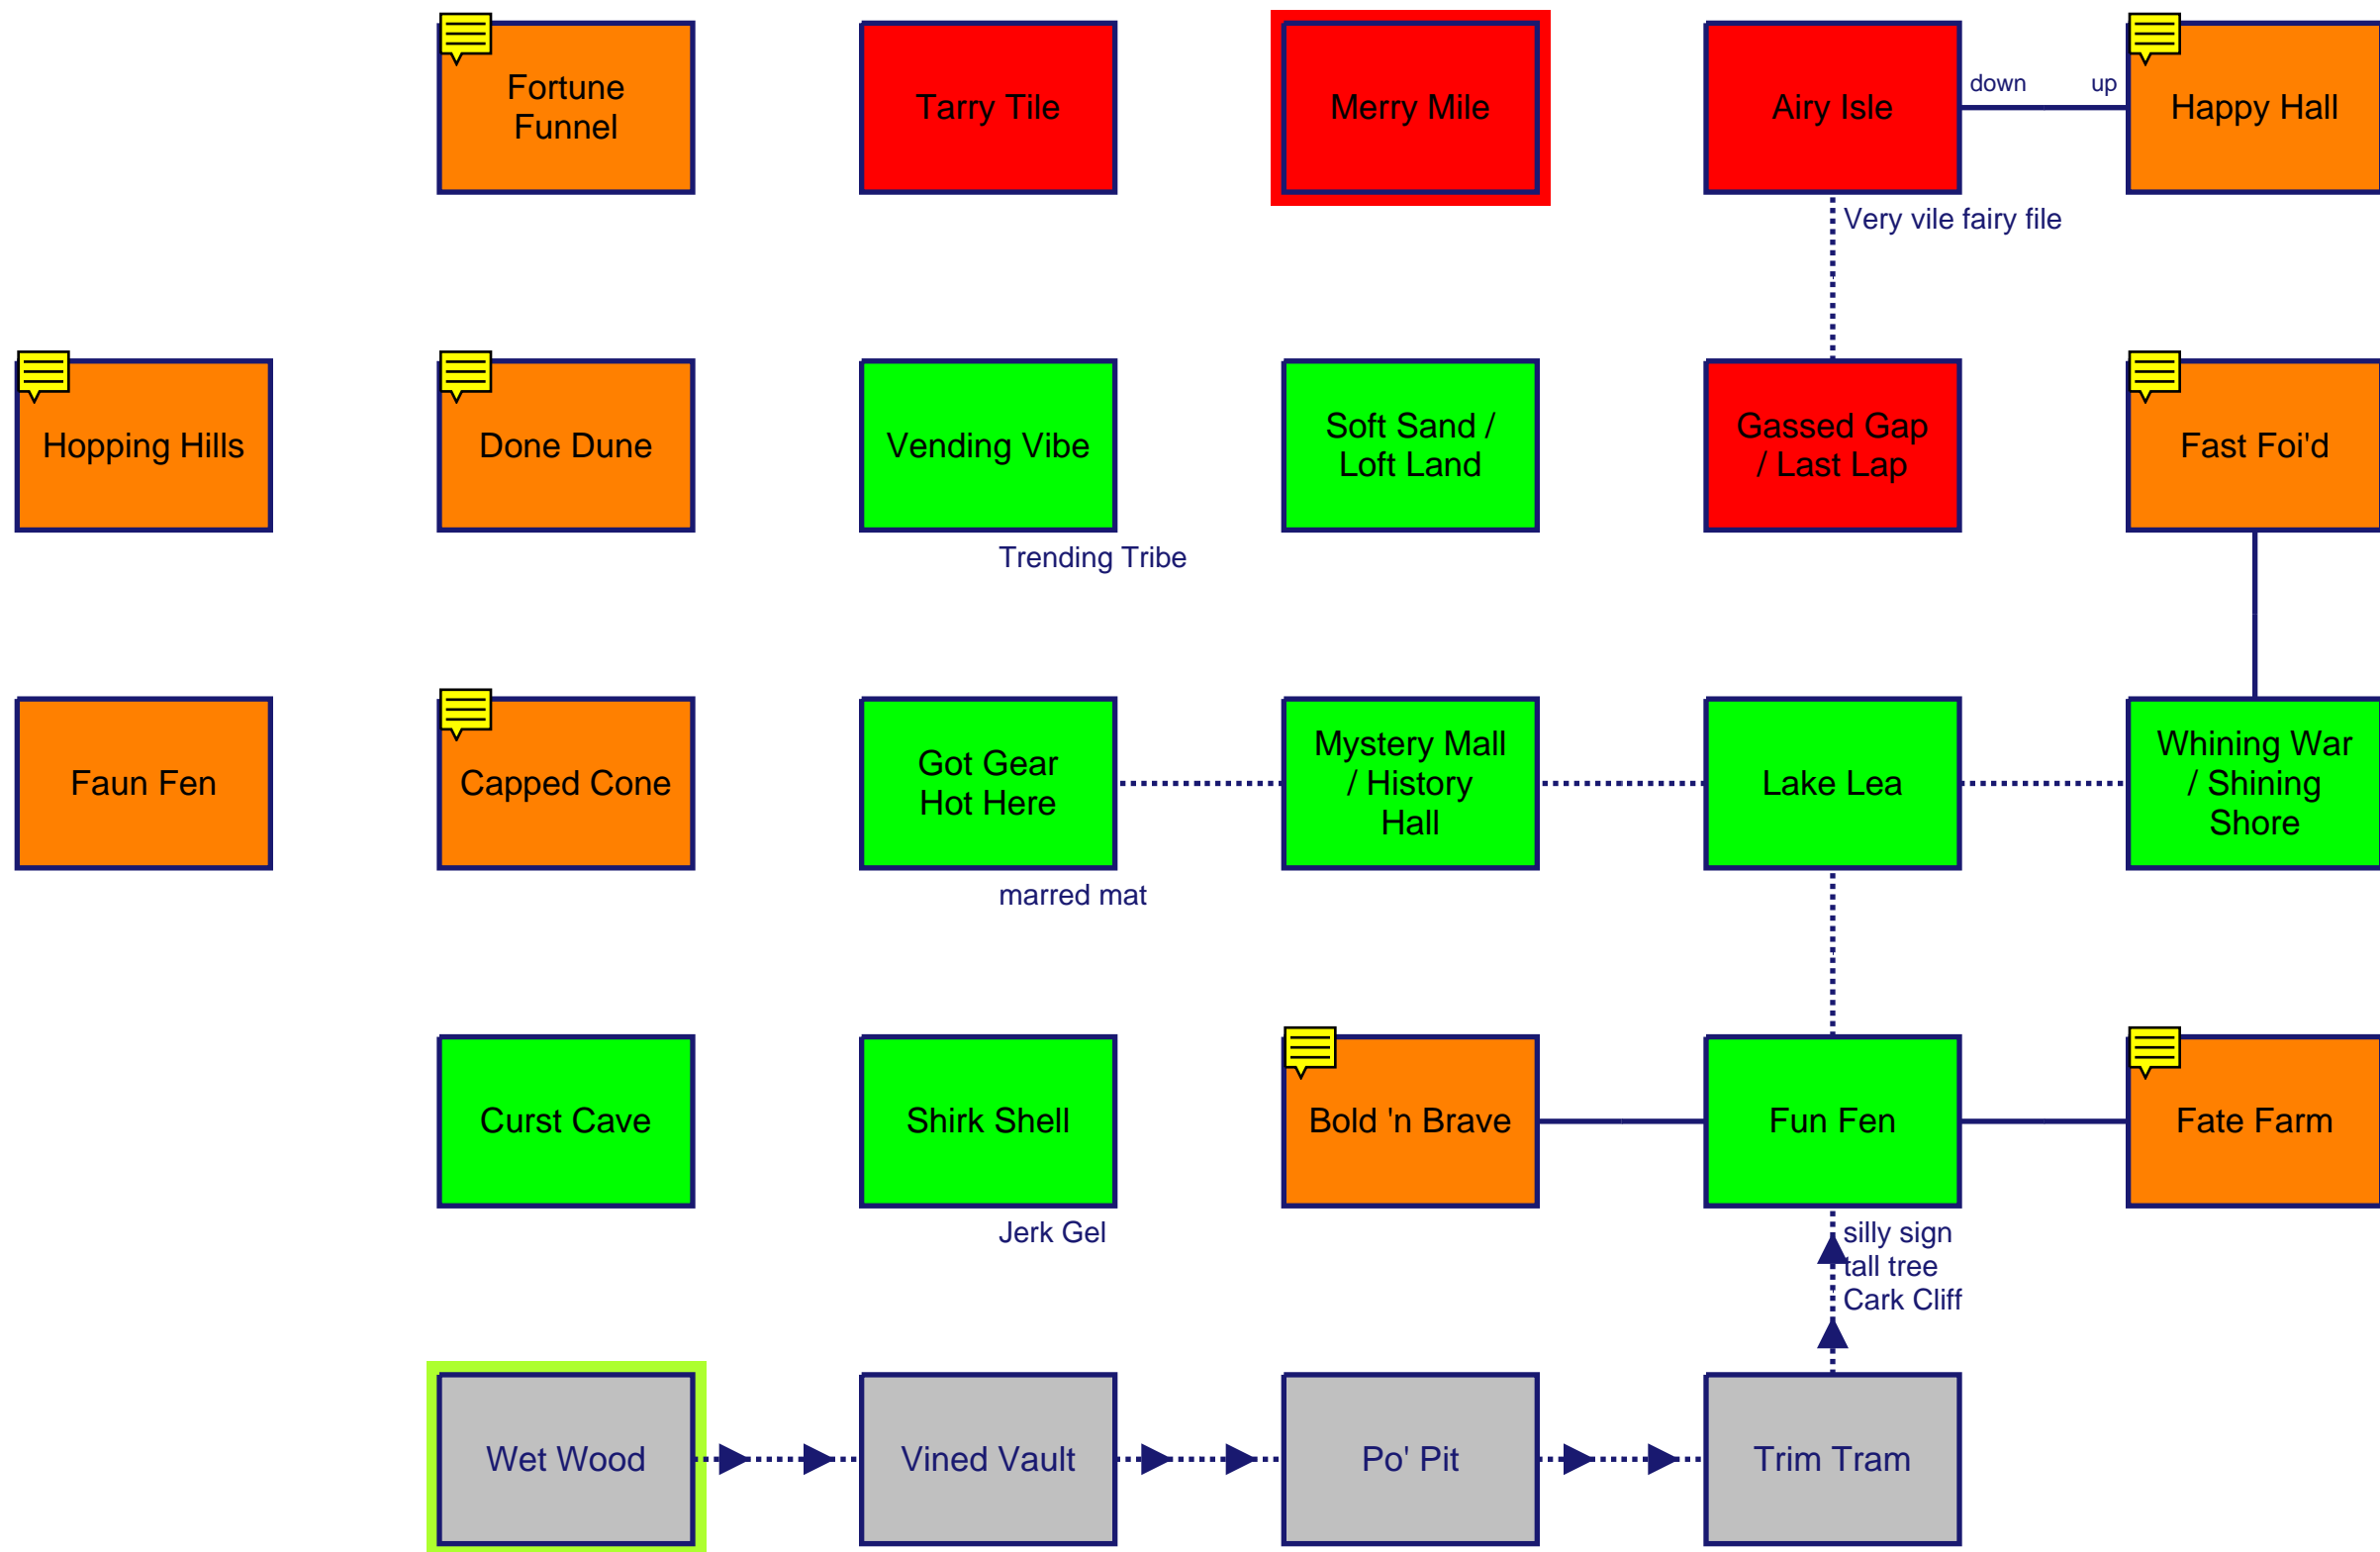 Fortune
Funnel
Tarry Tile
Merry Mile
Airy Isle
down
up
Happy Hall
Very vile fairy file
Hopping Hills
Done Dune
Vending Vibe
Soft Sand /
Loft Land
Gassed Gap
/ Last Lap
Fast Foi'd
Trending Tribe
Faun Fen
Capped Cone
Got Gear
Hot Here
Mystery Mall
/ History
Hall
Lake Lea
Whining War
/ Shining
Shore
marred mat
Curst Cave
Shirk Shell
Bold 'n Brave
Fun Fen
Fate Farm
Jerk Gel
silly sign
tall tree
Cark Cliff
Wet Wood
Vined Vault
Po' Pit
Trim Tram